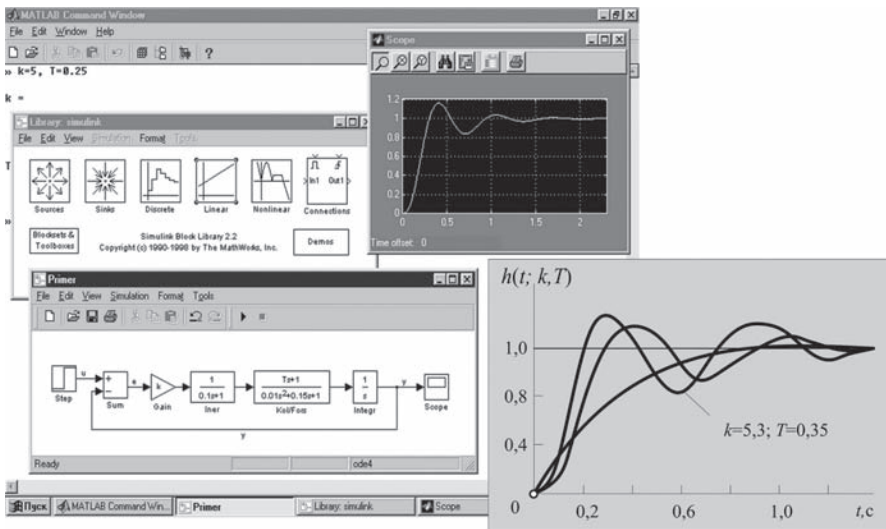 MATLAB Command Window
File Edit Window Help
» k=5, T=0.25
k =
T
»
Library: simulink
File Edit View Simulation Format Tools
In1 Out1
Sources Sinks Discrete Linear Nonlinear Connections
Blocksets & Toolboxes
Simulink Block Library 2.2
Copyright (c) 1990-1998 by The MathWorks, Inc.
Demos
Scope
1.2
1
0.8
0.6
0.4
0.2
0
0 0.5 1 1.5 2
Time offset: 0
Primer
File Edit View Simulation Format Tools
Step
u
Sum
e
k
Gain
1
0.1s+1
Iner
Ts+1
0.01s²+0.15s+1
Kol/Fors
1
s
Integr
y
Scope
y
Ready ode4
Пуск MATLAB Command Win... Primer Library: simulink Scope
h(t; k,T)
1,0
0,8
0,4
k=5,3; T=0,35
0 0,2 0,6 1,0 t,c